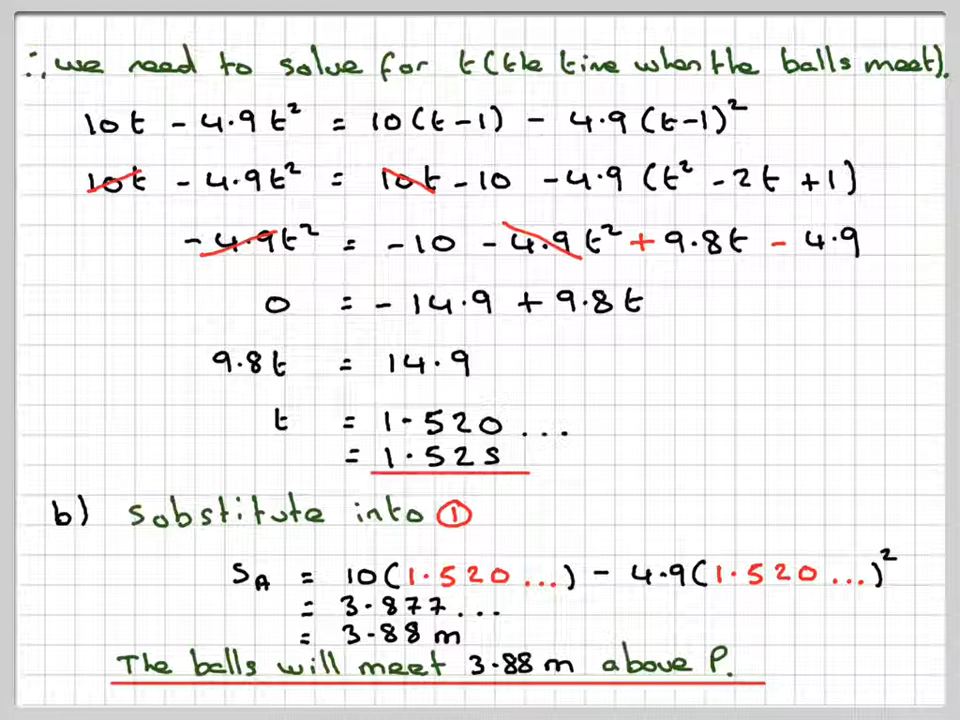 ∴ we need to solve for t (the time when the balls meet).
10t - 4.9t² = 10(t-1) - 4.9(t-1)²
10t - 4.9t² = 10t - 10 - 4.9(t² - 2t + 1)
-4.9t² = -10 - 4.9t² + 9.8t - 4.9
0 = -14.9 + 9.8t
9.8t = 14.9
t = 1.520...
= 1.52s
b) Substitute into ①
S_A = 10(1.520...) - 4.9(1.520...)²
= 3.877...
= 3.88 m
The balls will meet 3.88 m above P.